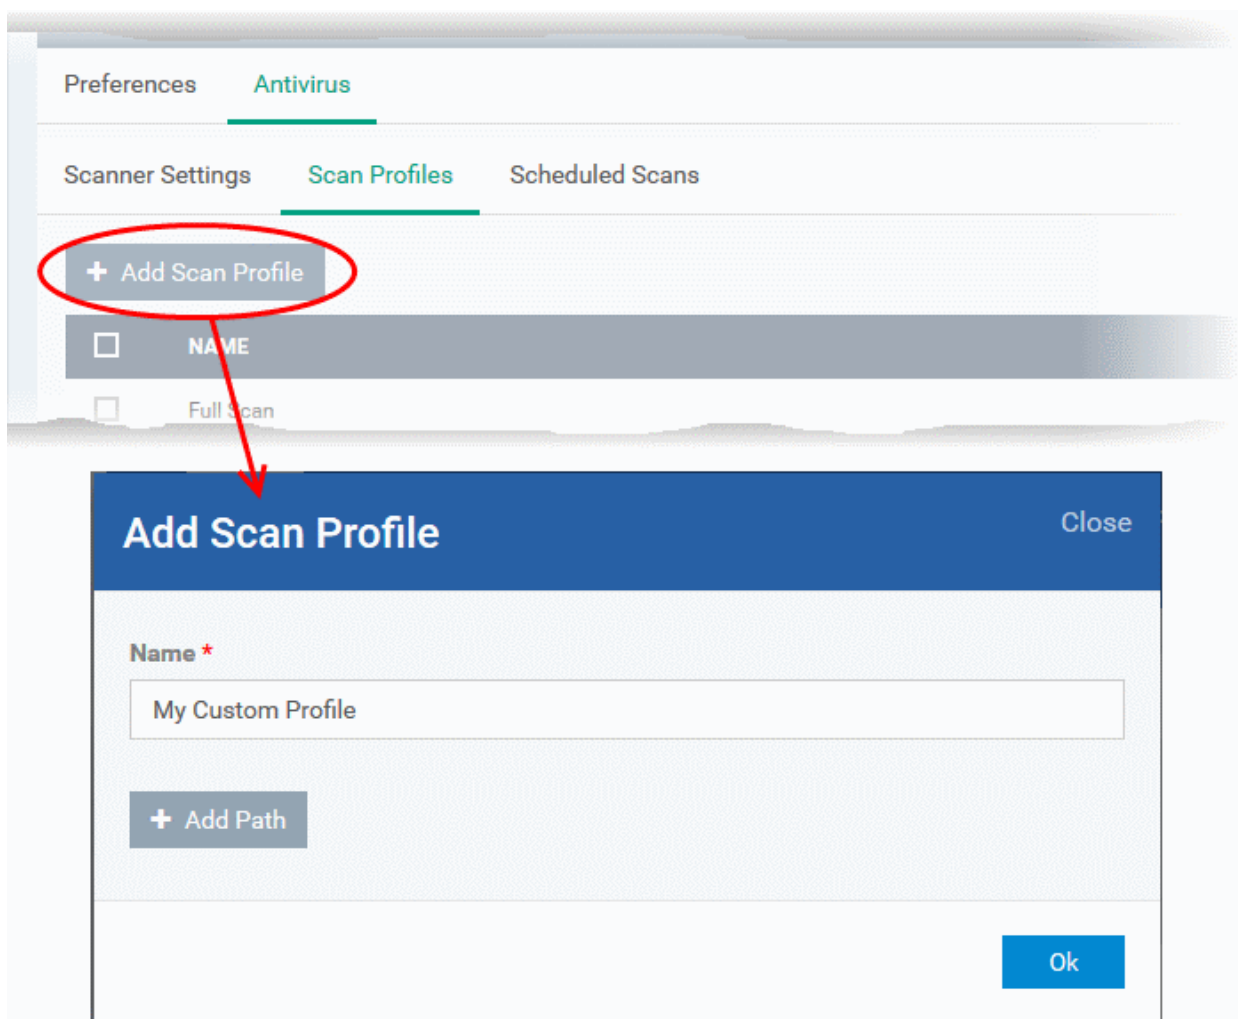 Preferences Antivirus
Scanner Settings Scan Profiles Scheduled Scans
+ Add Scan Profile
NAME
Full Scan
Add Scan Profile Close
Name *
My Custom Profile
+ Add Path
Ok